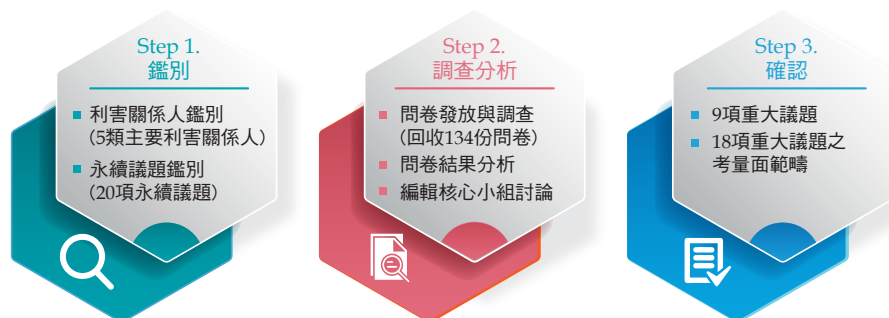 Step 1.
鑑別
利害關係人鑑別
(5類主要利害關係人)
永續議題鑑別
(20項永續議題)
Step 2.
調查分析
問卷發放與調查
(回收134份問卷)
問卷結果分析
編輯核心小組討論
Step 3.
確認
9項重大議題
18項重大議題之
考量面範疇